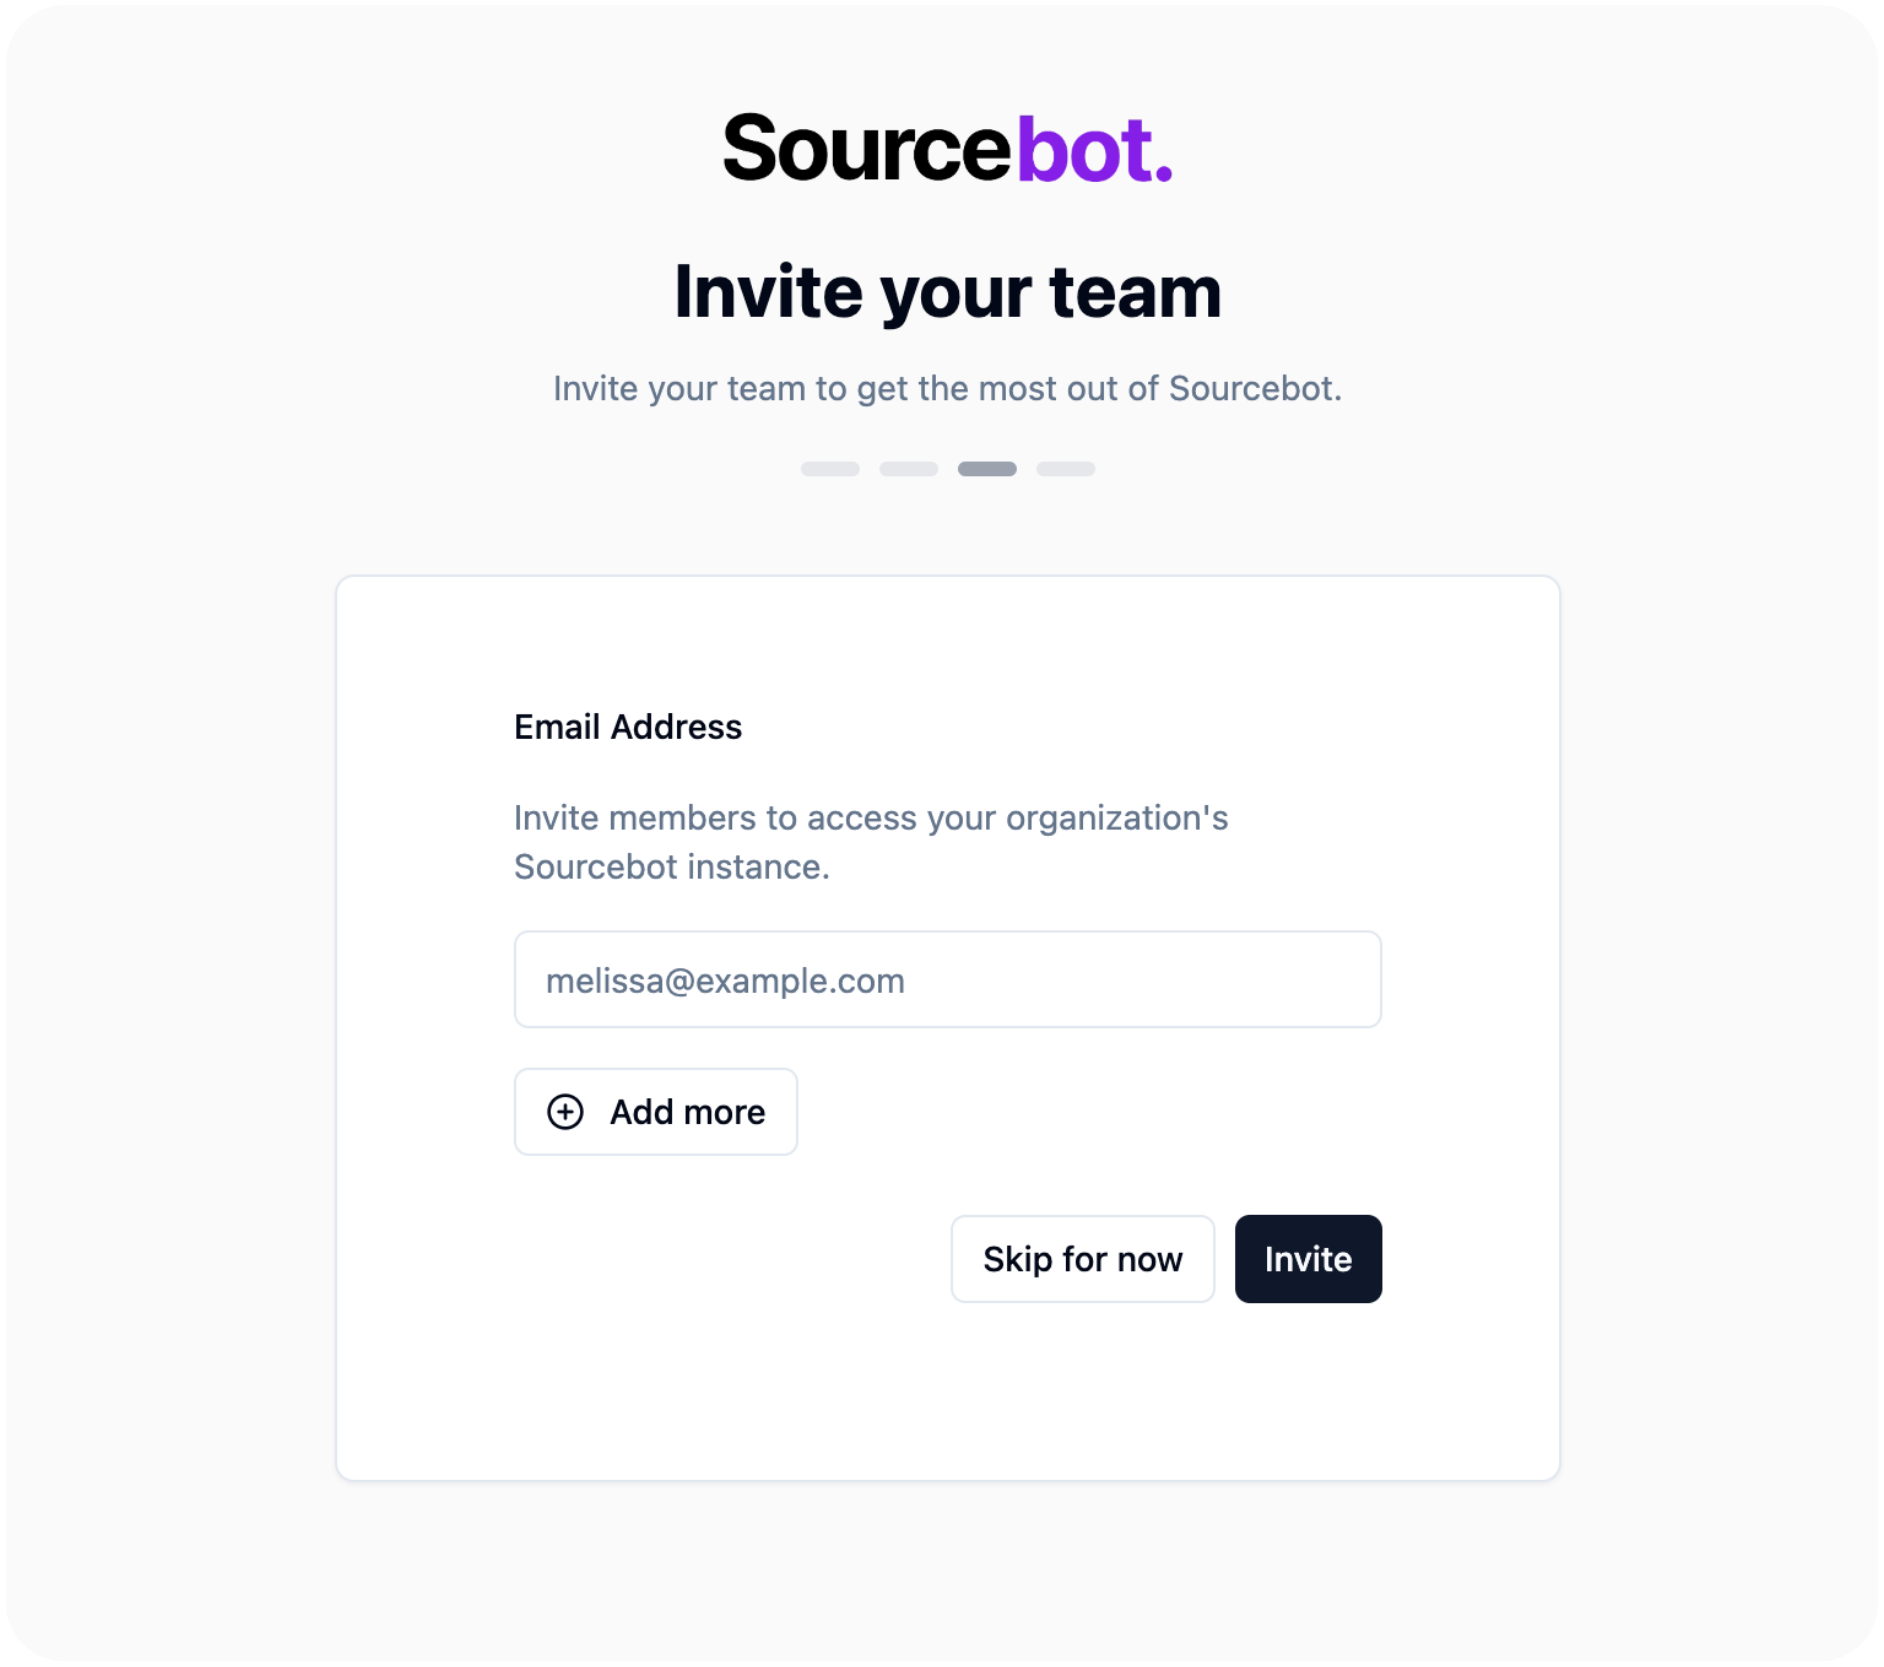 Sourcebot.
Invite your team
Invite your team to get the most out of Sourcebot.
Email Address
Invite members to access your organization's
Sourcebot instance.
melissa@example.com
Add more
Skip for now
Invite